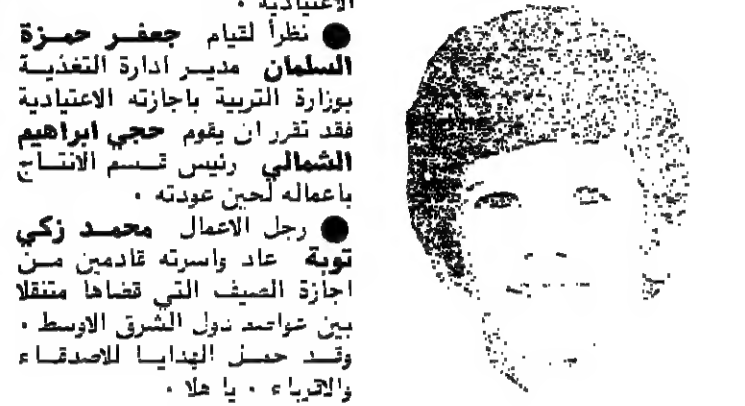 الاعتيادية .
● نظرا لقيام جعفر حمزة
السلمان مدير ادارة التغذية
بوزارة التربية باجازته الاعتيادية
فقد تقرر ان يقوم حجي ابراهيم
الشمالي رئيس قسم الانتاج
باعماله لحين عودته .
● رجل الاعمال محمد زكي
توبة عاد واسرته قادمين من
اجازة الصيف التي قضاها متنقلا
بين عواصم دول الشرق الاوسط .
وقد حمل الهدايا للاصدقاء
والاقرباء . يا هلا .